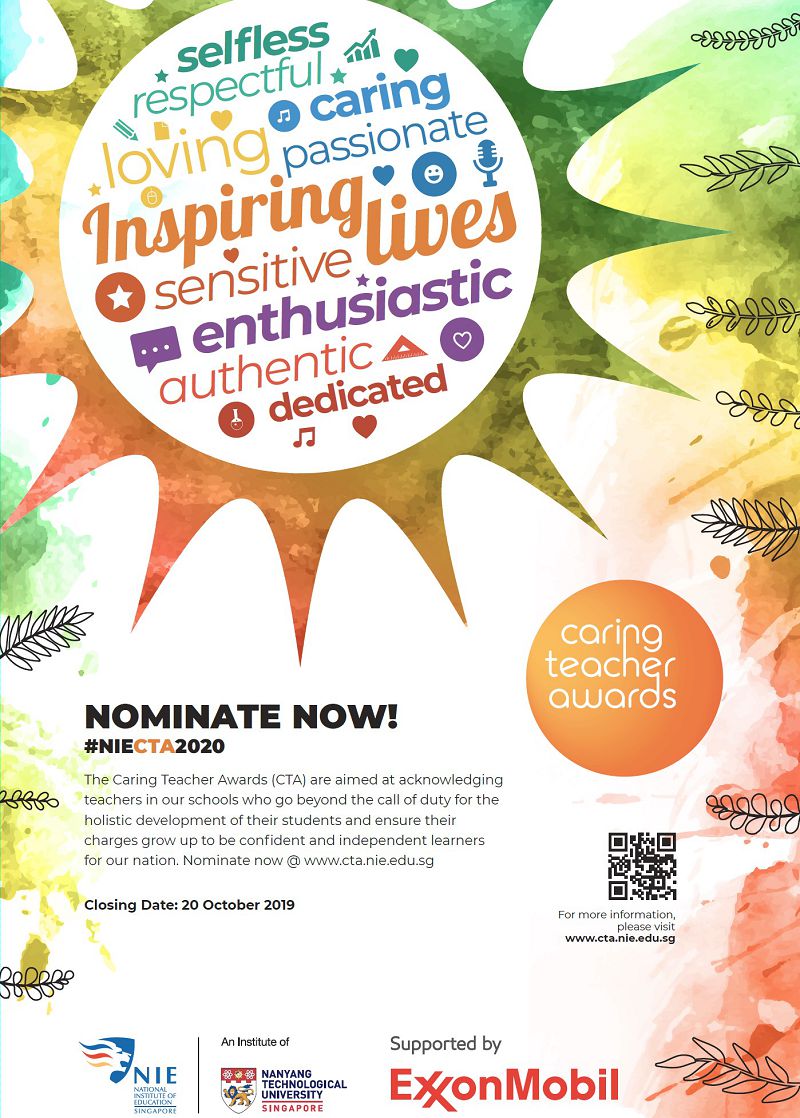 selfless
respectful
caring
loving
passionate
Inspiring
lives
sensitive
enthusiastic
authentic
dedicated
caring
teacher
awards
NOMINATE NOW!
#NIECTA2020
The Caring Teacher Awards (CTA) are aimed at acknowledging
teachers in our schools who go beyond the call of duty for the
holistic development of their students and ensure their
charges grow up to be confident and independent learners
for our nation. Nominate now @ www.cta.nie.edu.sg
Closing Date: 20 October 2019
For more information,
please visit
www.cta.nie.edu.sg
NIE
NATIONAL
INSTITUTE OF
EDUCATION
SINGAPORE
An Institute of
NANYANG
TECHNOLOGICAL
UNIVERSITY
SINGAPORE
Supported by
ExxonMobil